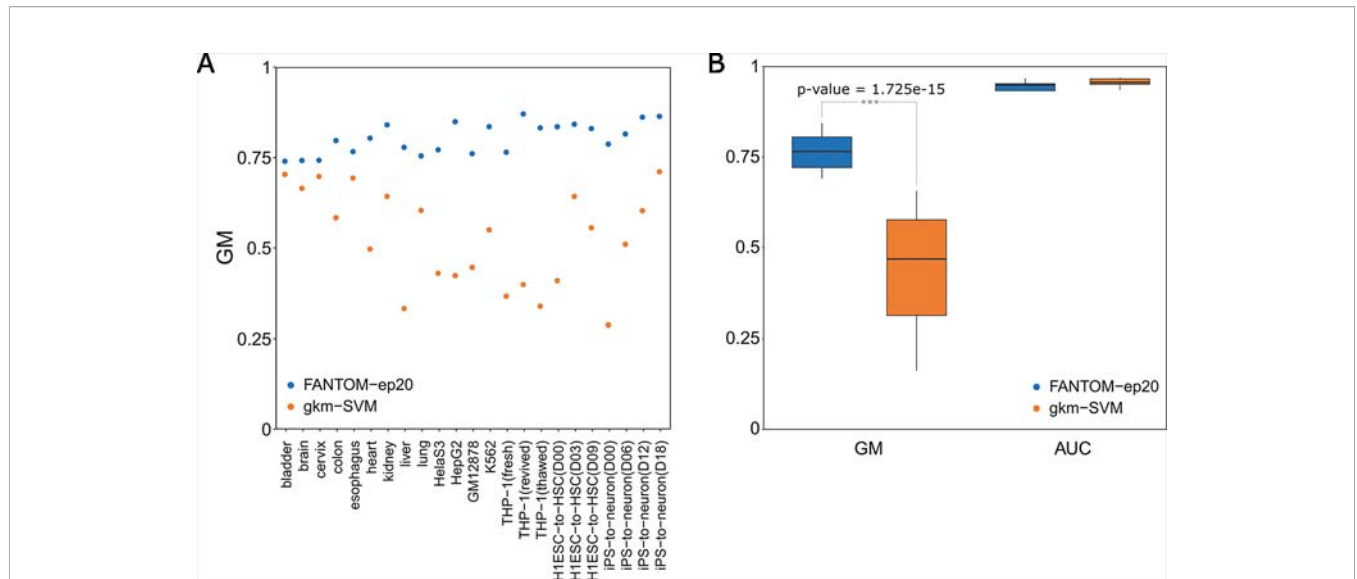 A
1
0.75
0.5
0.25
0
GM
FANTOM-ep20
gkm-SVM
bladder
brain
cervix
colon
esophagus
heart
kidney
liver
lung
HelaS3
HepG2
GM12878
K562
THP-1(fresh)
THP-1(revived)
THP-1(thawed)
H1ESC-to-HSC(D00)
H1ESC-to-HSC(D03)
H1ESC-to-HSC(D09)
iPS-to-neuron(D00)
iPS-to-neuron(D06)
iPS-to-neuron(D12)
iPS-to-neuron(D18)
B
1
0.75
0.5
0.25
0
p-value = 1.725e-15
***
FANTOM-ep20
gkm-SVM
GM AUC